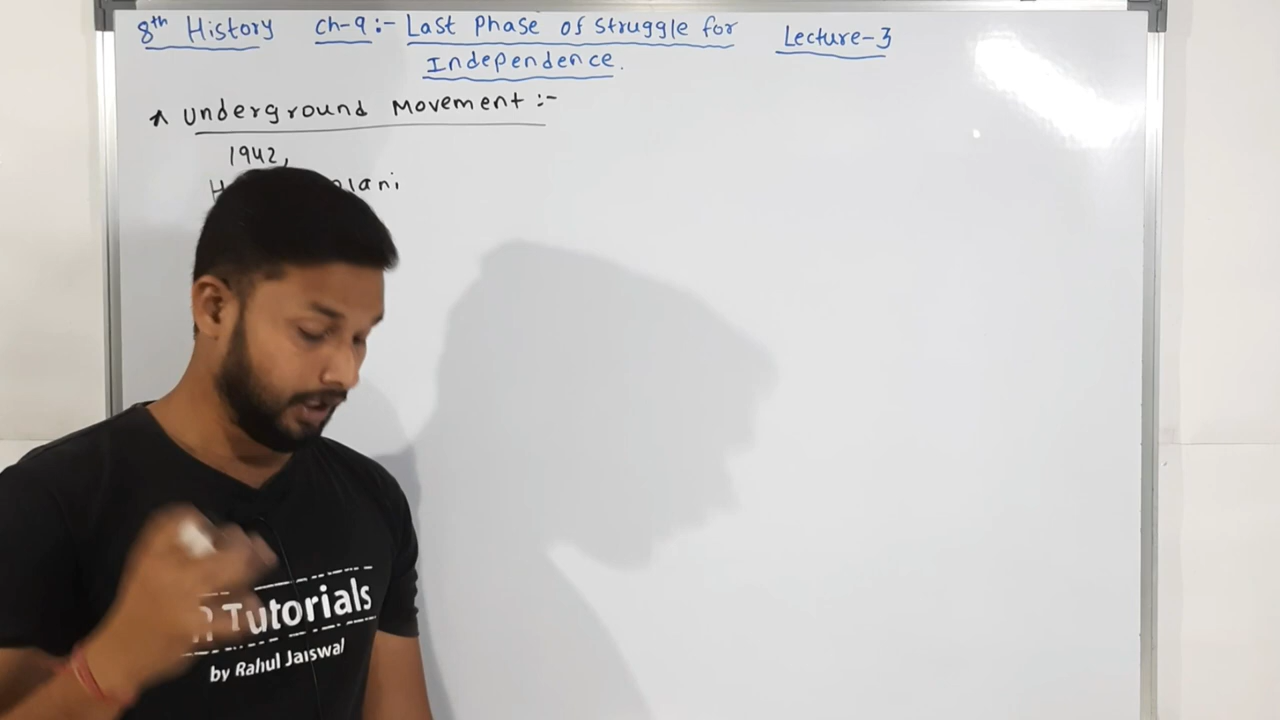 8th History ch-9:- Last Phase of Struggle for Independence. Lecture-3
* Underground Movement :-
1942,
Tutorials
by Rahul Jaiswal